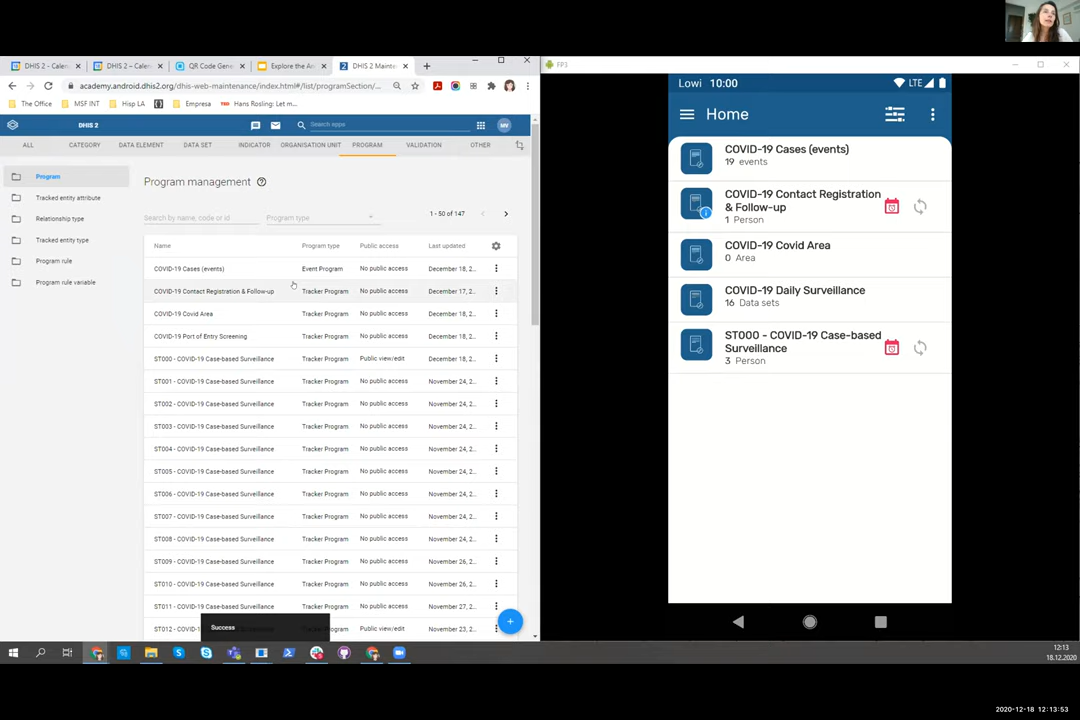 DHIS 2 - Calen
DHIS 2 – Calen
QR Code Gene
Explore the An
DHIS 2 Mainte
academy.android.dhis2.org/dhis-web-maintenance/index.html#/list/programSection/...
The Office
MSF INT
Hisp LA
Empresa
Hans Rosling: Let m...
DHIS 2
Search apps
MV
ALL
CATEGORY
DATA ELEMENT
DATA SET
INDICATOR
ORGANISATION UNIT
PROGRAM
VALIDATION
OTHER
Program
Tracked entity attribute
Relationship type
Tracked entity type
Program rule
Program rule variable
Program management
Search by name, code or id
Program type
1 - 50 of 147
Name Program type Public access Last updated
COVID-19 Cases (events) Event Program No public access December 18, 2...
COVID-19 Contact Registration & Follow-up Tracker Program No public access December 17, 2...
COVID-19 Covid Area Tracker Program No public access December 18, 2...
COVID-19 Port of Entry Screening Tracker Program No public access December 18, 2...
ST000 - COVID-19 Case-based Surveillance Tracker Program Public view/edit December 18, 2...
ST001 - COVID-19 Case-based Surveillance Tracker Program No public access November 24, 2...
ST002 - COVID-19 Case-based Surveillance Tracker Program No public access November 24, 2...
ST003 - COVID-19 Case-based Surveillance Tracker Program No public access November 24, 2...
ST004 - COVID-19 Case-based Surveillance Tracker Program No public access November 24, 2...
ST005 - COVID-19 Case-based Surveillance Tracker Program No public access November 24, 2...
ST006 - COVID-19 Case-based Surveillance Tracker Program No public access November 24, 2...
ST007 - COVID-19 Case-based Surveillance Tracker Program No public access November 24, 2...
ST008 - COVID-19 Case-based Surveillance Tracker Program No public access November 24, 2...
ST009 - COVID-19 Case-based Surveillance Tracker Program No public access November 26, 2...
ST010 - COVID-19 Case-based Surveillance Tracker Program No public access November 26, 2...
ST011 - COVID-19 Case-based Surveillance Tracker Program No public access November 27, 2...
ST012 - COVID-19 Program Public view/edit November 23, 2...
Success
12:13
18.12.2020
FP3
Lowi 10:00
LTE
Home
COVID-19 Cases (events)
19 events
COVID-19 Contact Registration
& Follow-up
1 Person
COVID-19 Covid Area
0 Area
COVID-19 Daily Surveillance
16 Data sets
ST000 - COVID-19 Case-based
Surveillance
3 Person
2020-12-18 12:13:53